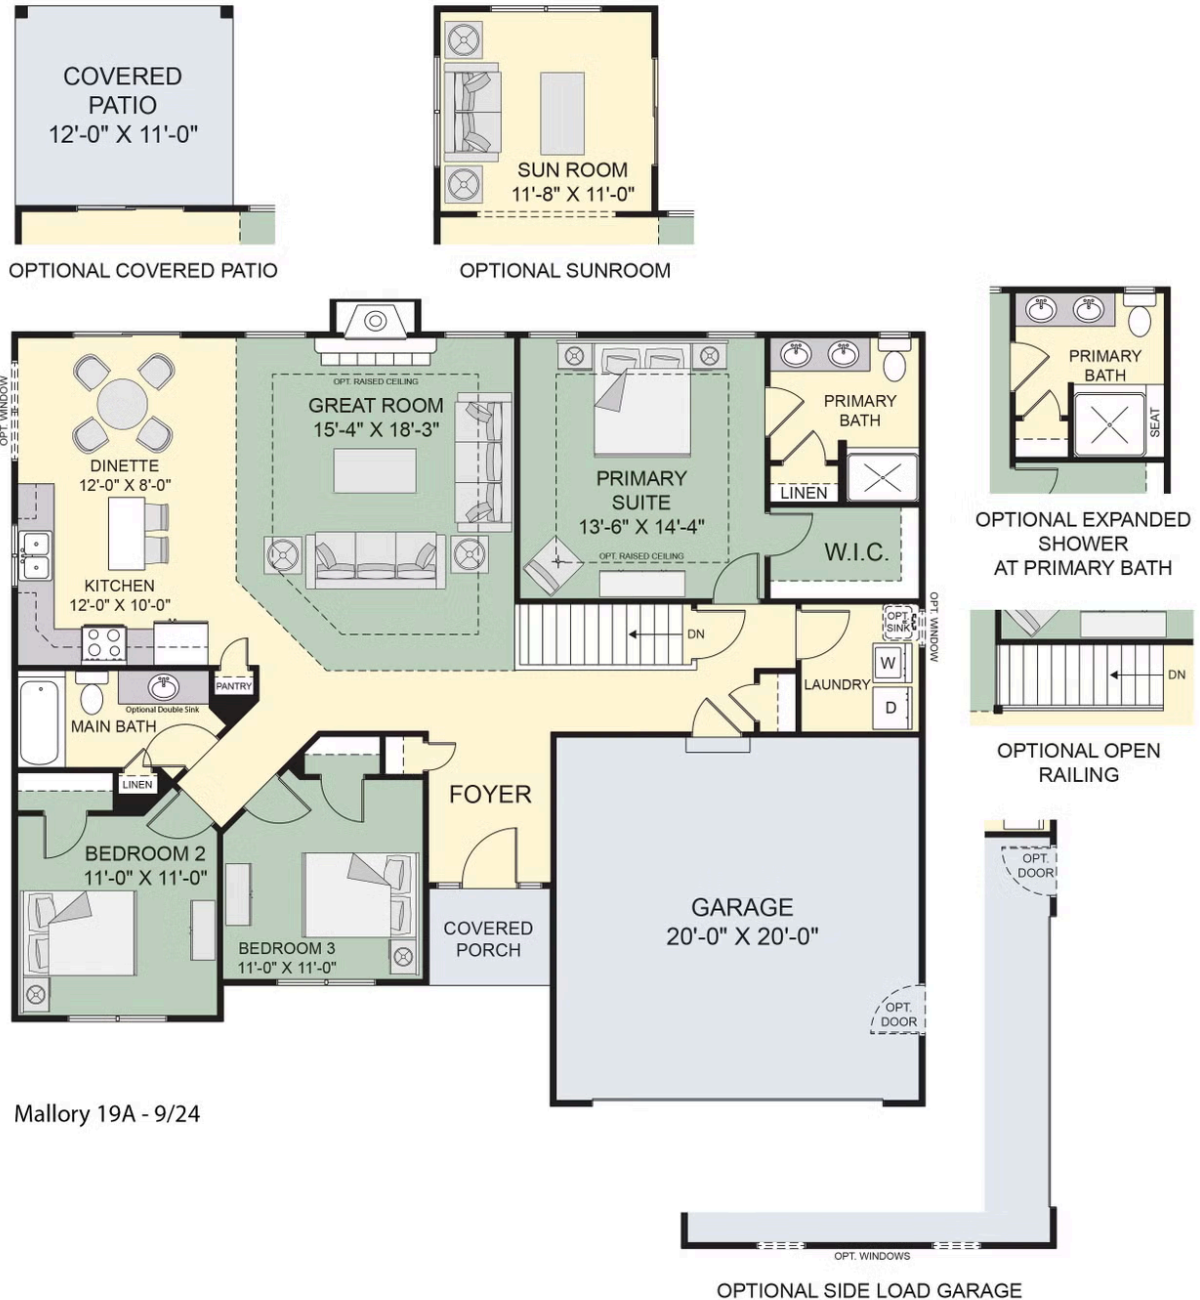 COVERED
PATIO
12'-0" X 11'-0"
OPTIONAL COVERED PATIO
SUN ROOM
11'-8" X 11'-0"
OPTIONAL SUNROOM
PRIMARY
BATH
SEAT
OPTIONAL EXPANDED
SHOWER
AT PRIMARY BATH
OPT. WINDOW
DINETTE
12'-0" X 8'-0"
KITCHEN
12'-0" X 10'-0"
OPT. RAISED CEILING
GREAT ROOM
15'-4" X 18'-3"
PRIMARY
SUITE
13'-6" X 14'-4"
OPT. RAISED CEILING
PRIMARY
BATH
LINEN
W.I.C.
OPT. WINDOW
OPT.
SINK
W
D
LAUNDRY
DN
DN
OPTIONAL OPEN
RAILING
PANTRY
Optional Double Sink
MAIN BATH
LINEN
FOYER
BEDROOM 2
11'-0" X 11'-0"
BEDROOM 3
11'-0" X 11'-0"
COVERED
PORCH
GARAGE
20'-0" X 20'-0"
OPT.
DOOR
OPT.
DOOR
Mallory 19A - 9/24
OPT. WINDOWS
OPTIONAL SIDE LOAD GARAGE